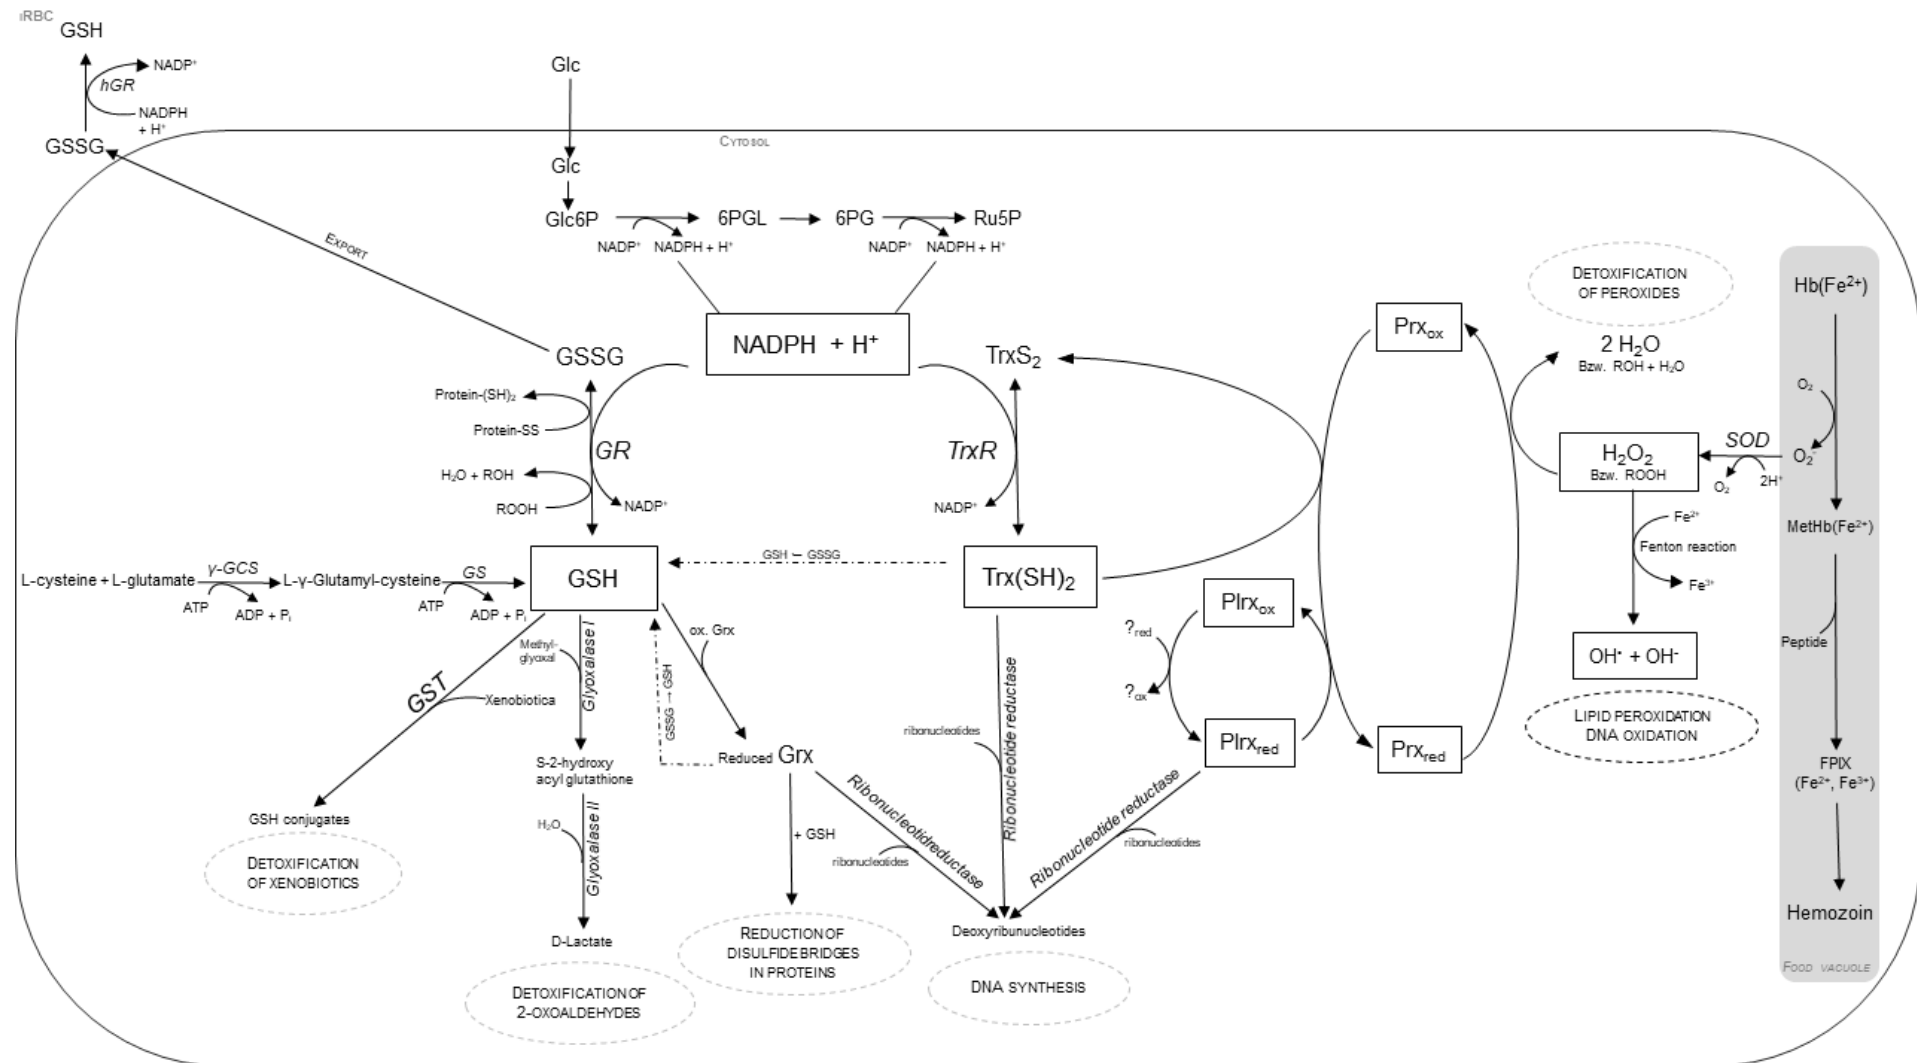 iRBC
GSH
NADP⁺
hGR
NADPH
+ H⁺
GSSG
Glc
CYTOSOL
Glc
Glc6P
6PGL
6PG
Ru5P
NADP⁺
NADPH + H⁺
NADP⁺
NADPH + H⁺
EXPORT
NADPH + H⁺
GSSG
Protein-(SH)₂
Protein-SS
GR
H₂O + ROH
ROOH
NADP⁺
TrxS₂
TrxR
NADP⁺
Prxₒₓ
DETOXIFICATION
OF PEROXIDES
2 H₂O
Bzw. ROH + H₂O
H₂O₂
Bzw. ROOH
SOD
O₂
2H⁺
Hb(Fe²⁺)
O₂
O₂⁻
MetHb(Fe²⁺)
Peptide
FPIX
(Fe²⁺, Fe³⁺)
Hemozoin
FOOD VACUOLE
Fe²⁺
Fenton reaction
Fe³⁺
OH• + OH-
LIPID PEROXIDATION
DNA OXIDATION
L-cysteine + L-glutamate
γ-GCS
ATP
ADP + Pᵢ
L-γ-Glutamyl-cysteine
GS
ATP
ADP + Pᵢ
GSH
GSH – GSSG
Trx(SH)₂
Plrxₒₓ
?red
?ox
Plrxred
Prxred
GST
Xenobiotica
GSH conjugates
DETOXIFICATION
OF XENOBIOTICS
Methyl-
glyoxal
Glyoxalase I
S-2-hydroxy
acyl glutathione
H₂O
Glyoxalase II
D-Lactate
DETOXIFICATION OF
2-OXOALDEHYDES
ox. Grx
GSSG → GSH
Reduced Grx
+ GSH
REDUCTION OF
DISULFIDE BRIDGES
IN PROTEINS
Ribonucleotidreductase
ribonucleotides
ribonucleotides
Ribonucleotide reductase
Ribonucleotide reductase
ribonucleotides
Deoxyribunucleotides
DNA SYNTHESIS